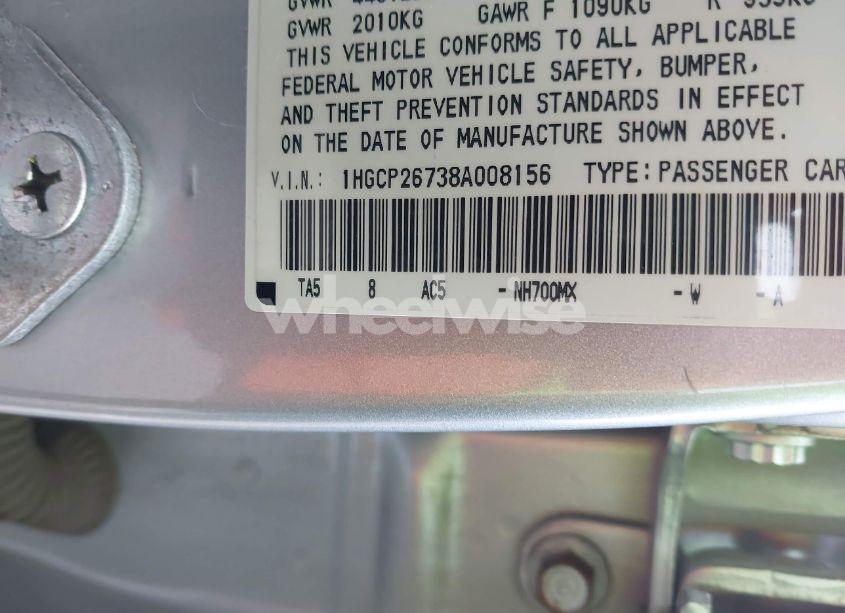 GVWR
GVWR 2010KG GAWR F 1090KG R
THIS VEHICLE CONFORMS TO ALL APPLICABLE
FEDERAL MOTOR VEHICLE SAFETY, BUMPER,
AND THEFT PREVENTION STANDARDS IN EFFECT
ON THE DATE OF MANUFACTURE SHOWN ABOVE.
V.I.N.: 1HGCP26738A008156 TYPE: PASSENGER CAR
TA5 8 AC5 -NH700MX -W -A
wheelwise